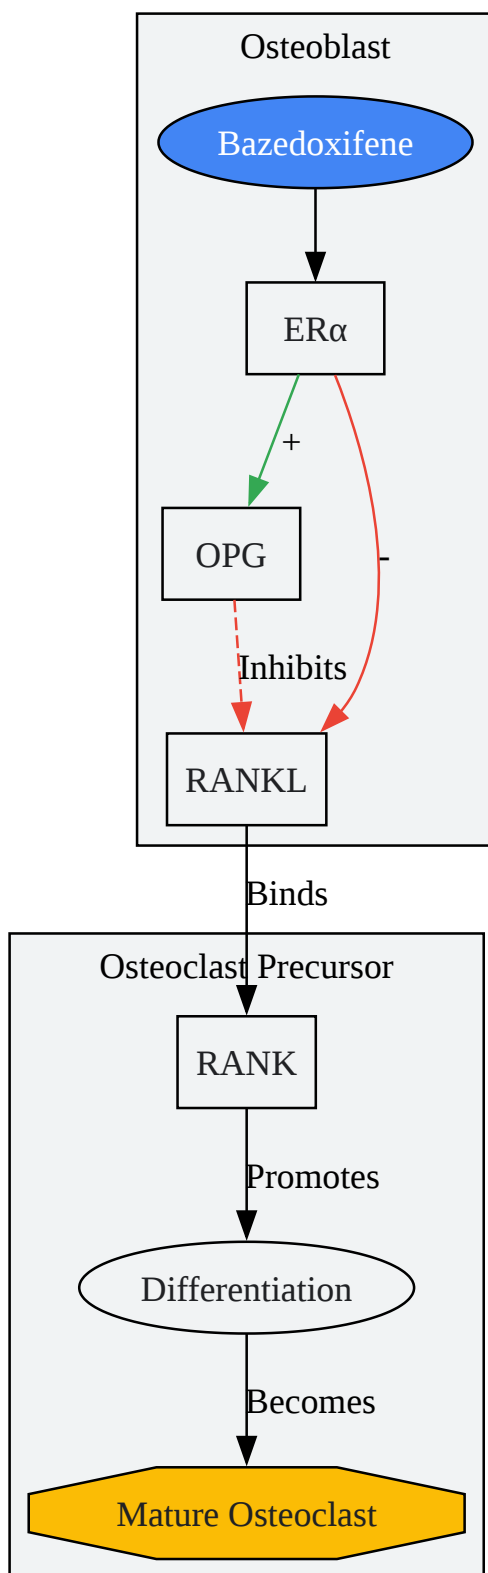 Osteoblast
Bazedoxifene
ERα
+
OPG
-
Inhibits
RANKL
Binds
Osteoclast Precursor
RANK
Promotes
Differentiation
Becomes
Mature Osteoclast